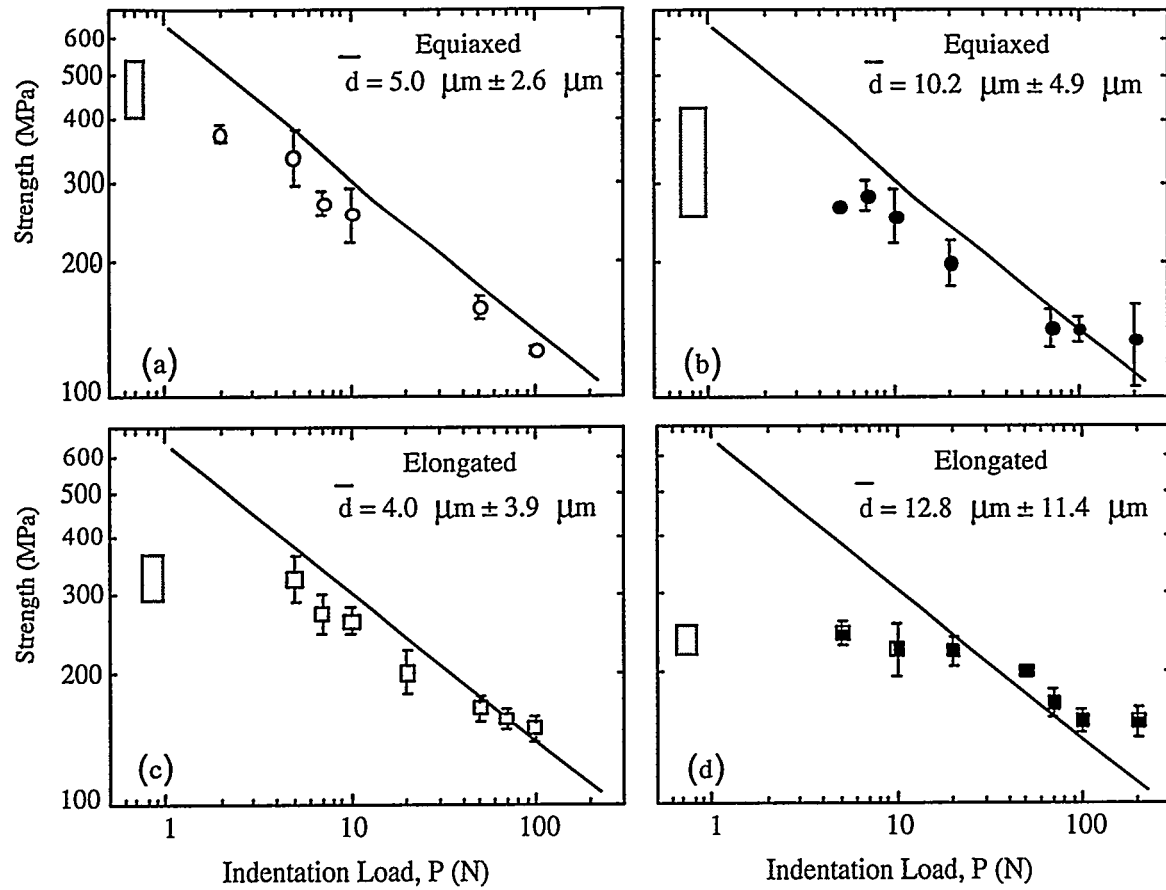 600
500
400
300
200
100
Strength (MPa)
Equiaxed
d = 5.0 μm ± 2.6 μm
(a)
Equiaxed
d = 10.2 μm ± 4.9 μm
(b)
600
500
400
300
200
100
Strength (MPa)
Elongated
d = 4.0 μm ± 3.9 μm
(c)
1 10 100
Indentation Load, P (N)
Elongated
d = 12.8 μm ± 11.4 μm
(d)
1 10 100
Indentation Load, P (N)